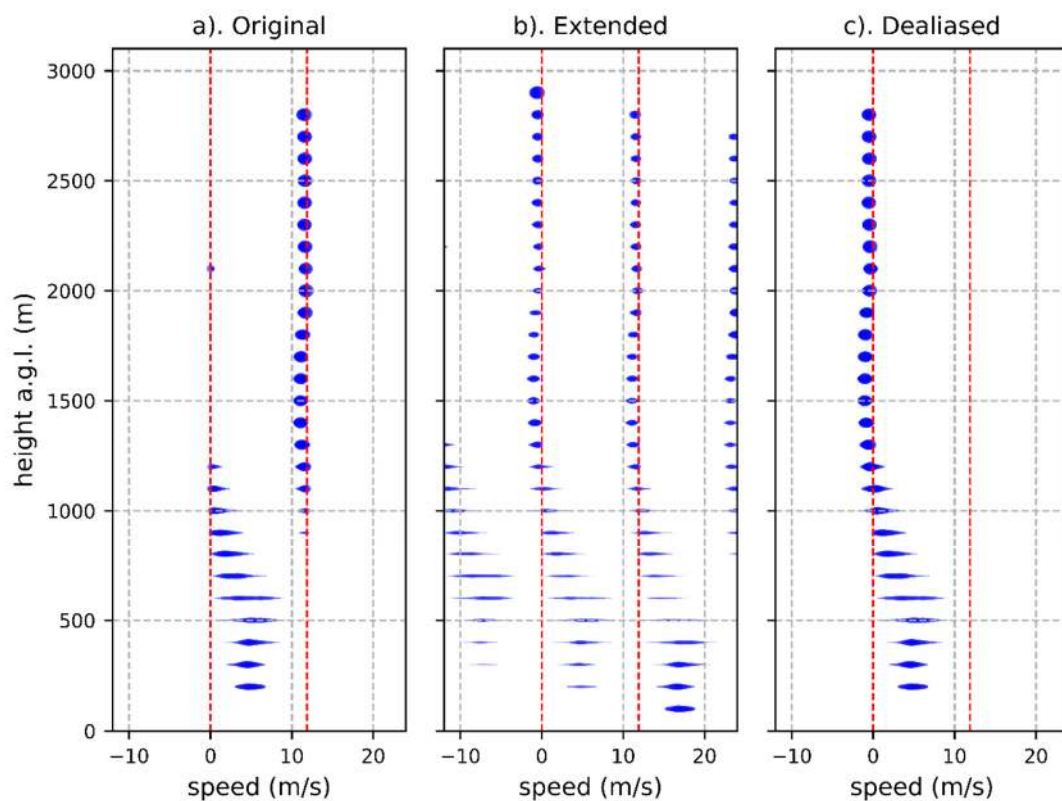 a). Original
b). Extended
c). Dealiased
height a.g.l. (m)
3000
2500
2000
1500
1000
500
0
−10 0 10 20
−10 0 10 20
−10 0 10 20
speed (m/s)
speed (m/s)
speed (m/s)